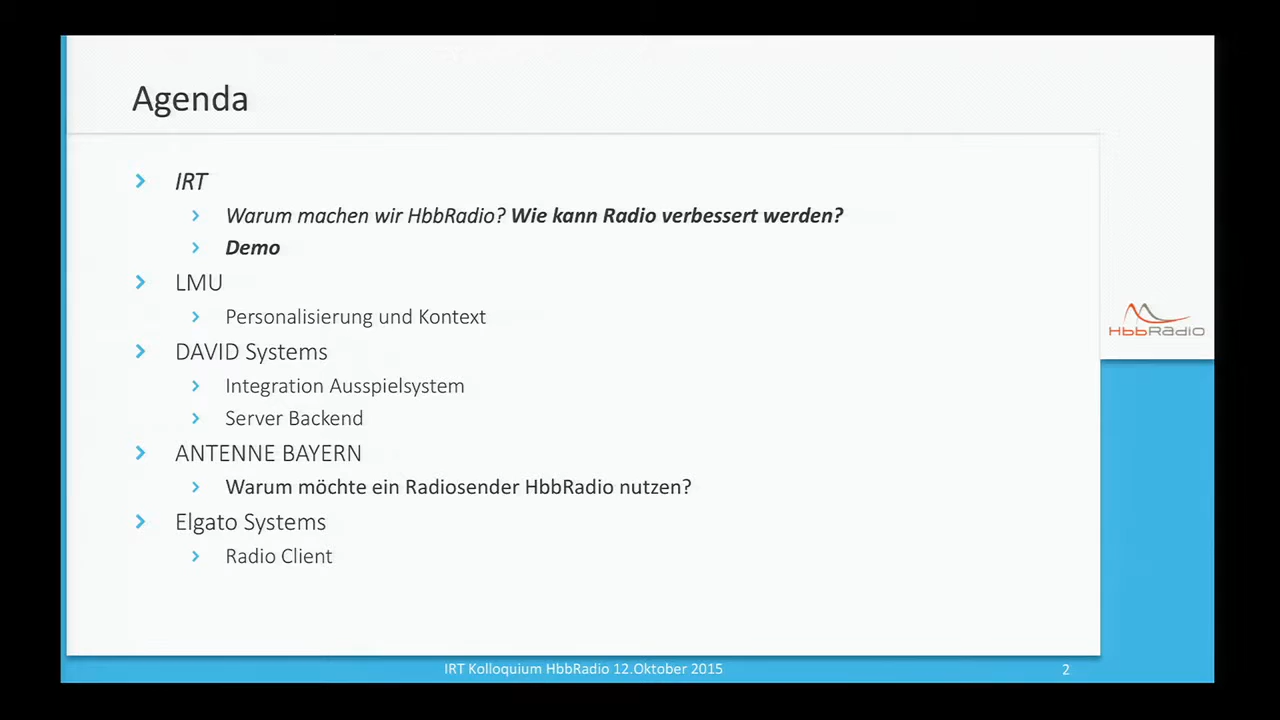 Agenda
IRT
Warum machen wir HbbRadio? Wie kann Radio verbessert werden?
Demo
LMU
Personalisierung und Kontext
DAVID Systems
Integration Ausspielsystem
Server Backend
ANTENNE BAYERN
Warum möchte ein Radiosender HbbRadio nutzen?
Elgato Systems
Radio Client
HbbRadio
IRT Kolloquium HbbRadio 12.Oktober 2015
2